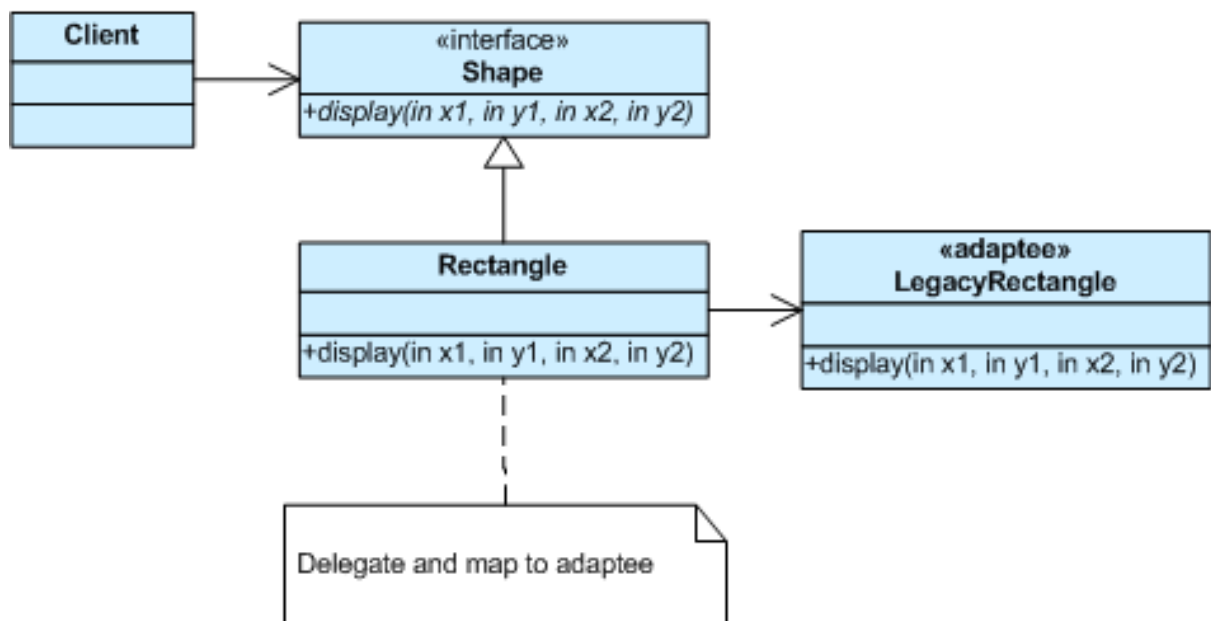 Client
«interface»
Shape
+display(in x1, in y1, in x2, in y2)
Rectangle
+display(in x1, in y1, in x2, in y2)
«adaptee»
LegacyRectangle
+display(in x1, in y1, in x2, in y2)
Delegate and map to adaptee